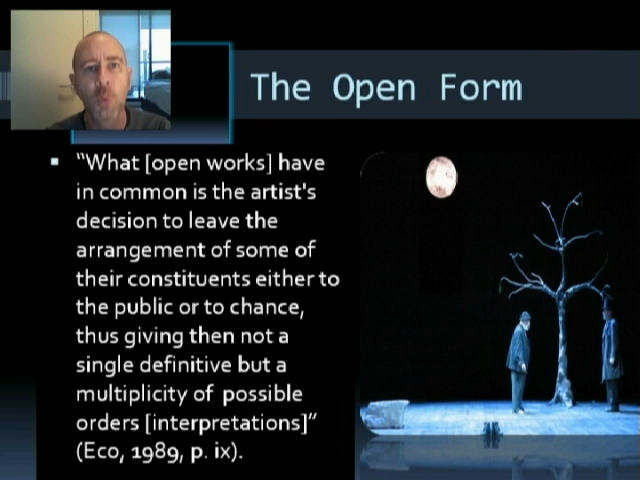 The Open Form
“What [open works] have
in common is the artist's
decision to leave the
arrangement of some of
their constituents either to
the public or to chance,
thus giving then not a
single definitive but a
multiplicity of possible
orders [interpretations]”
(Eco, 1989, p. ix).